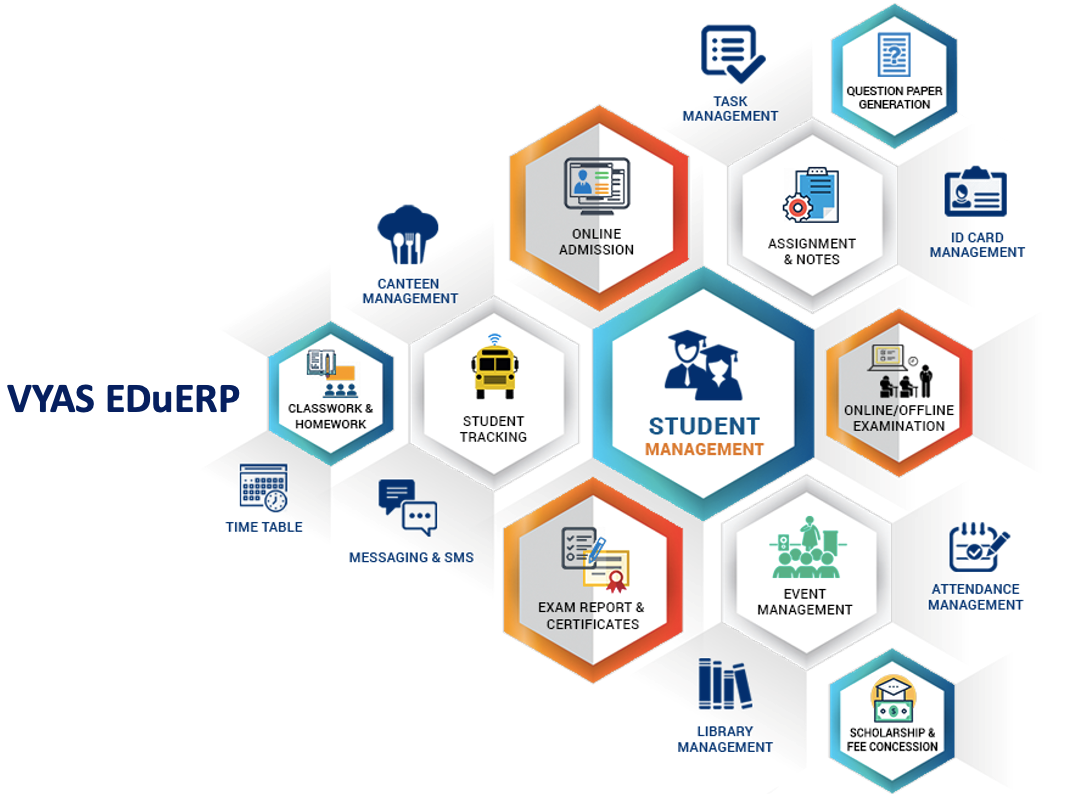 TASK
MANAGEMENT
QUESTION PAPER
GENERATION
ONLINE
ADMISSION
ASSIGNMENT
& NOTES
ID CARD
MANAGEMENT
CANTEEN
MANAGEMENT
VYAS EDuERP
CLASSWORK &
HOMEWORK
STUDENT
TRACKING
STUDENT
MANAGEMENT
ONLINE/OFFLINE
EXAMINATION
TIME TABLE
MESSAGING & SMS
EXAM REPORT &
CERTIFICATES
EVENT
MANAGEMENT
ATTENDANCE
MANAGEMENT
LIBRARY
MANAGEMENT
SCHOLARSHIP &
FEE CONCESSION